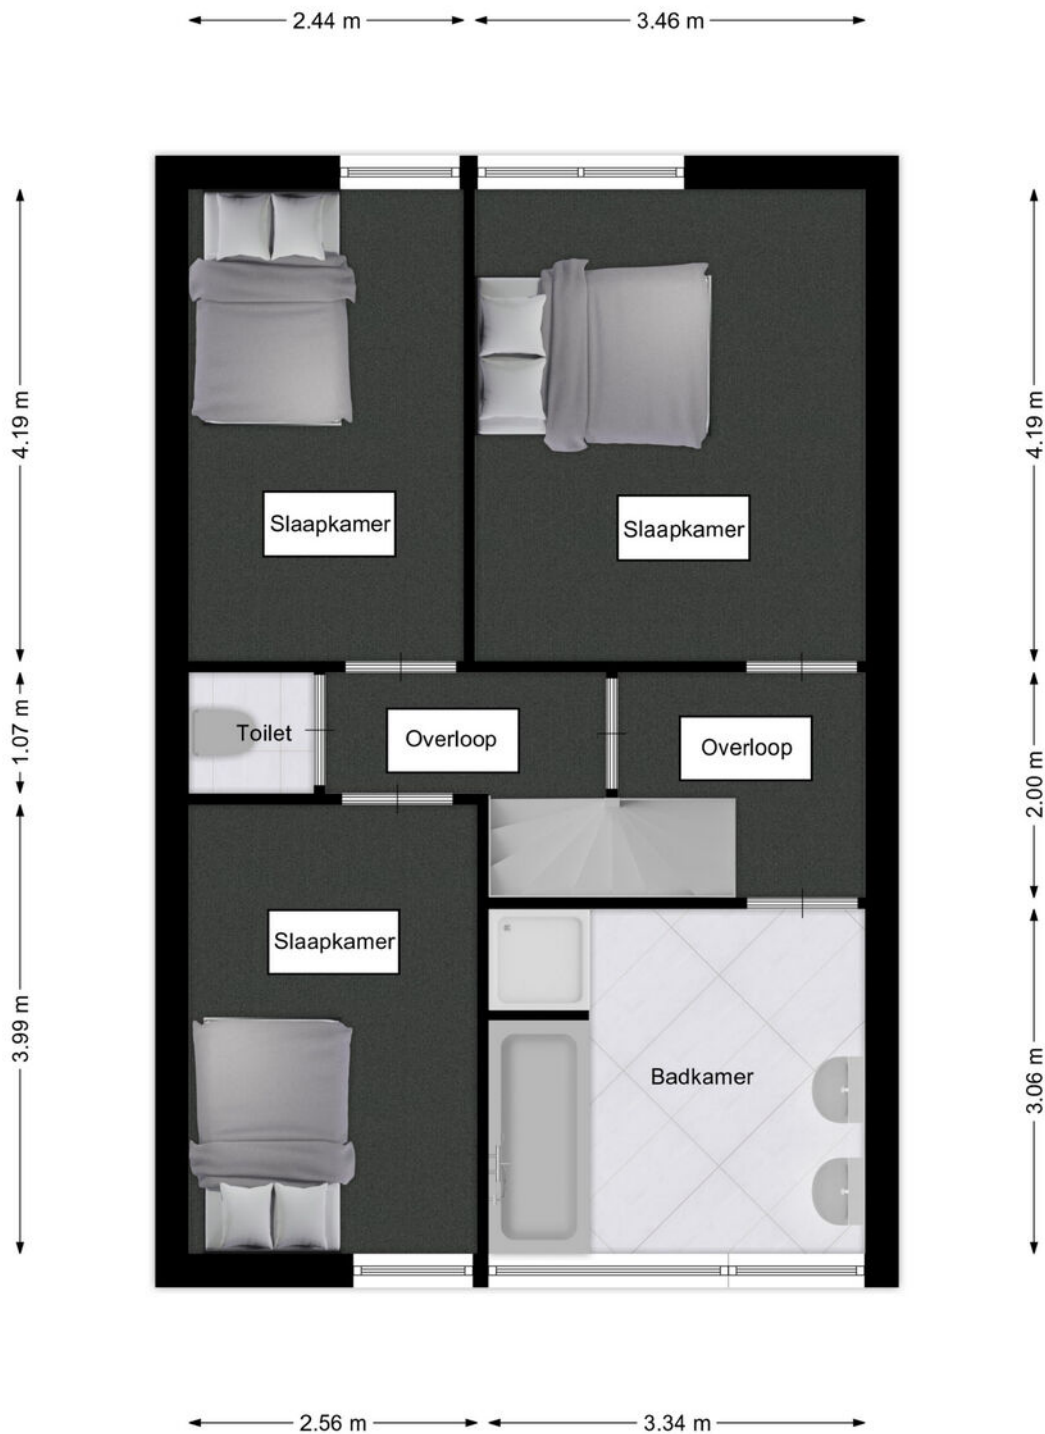 2.44 m
3.46 m
4.19 m
4.19 m
Slaapkamer
Slaapkamer
1.07 m
Toilet
Overloop
Overloop
2.00 m
Slaapkamer
3.99 m
Badkamer
3.06 m
2.56 m
3.34 m